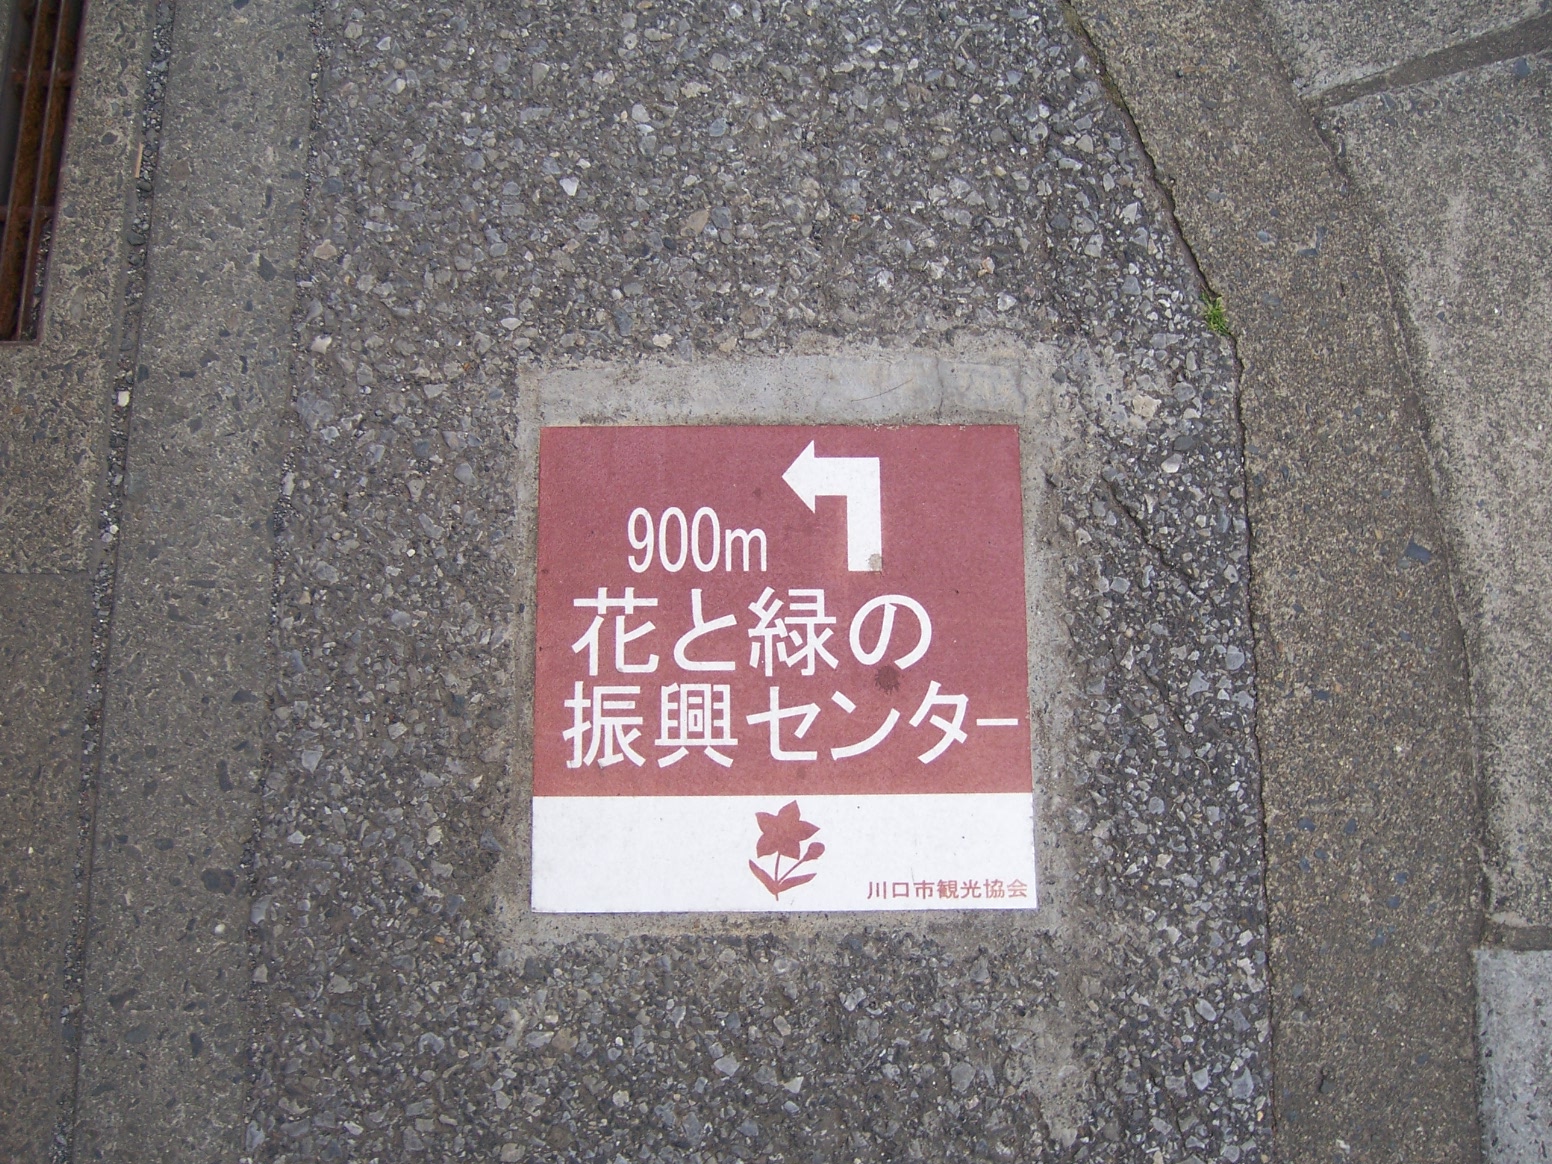 900m
花と緑の
振興センター
川口市観光協会